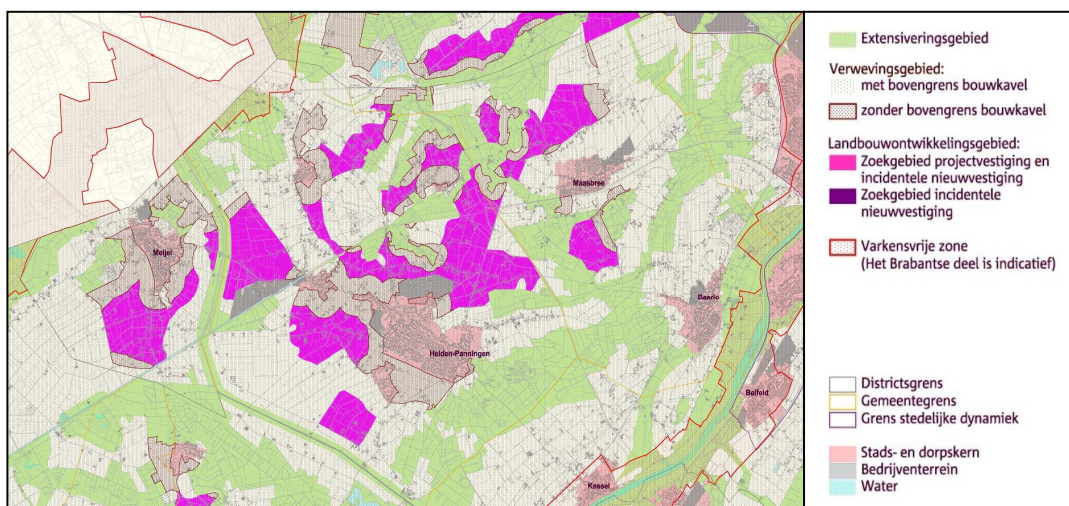 Meijel
Maasbree
Baarlo
Helden-Panningen
Belfeld
Kessel
Extensiveringsgebied
Verwevingsgebied:
met bovengrens bouwkavel
zonder bovengrens bouwkavel
Landbouwontwikkelingsgebied:
Zoekgebied projectvestiging en
incidentele nieuwvestiging
Zoekgebied incidentele
nieuwvestiging
Varkensvrije zone
(Het Brabantse deel is indicatief)
Districtsgrens
Gemeentegrens
Grens stedelijke dynamiek
Stads- en dorpskern
Bedrijventerrein
Water